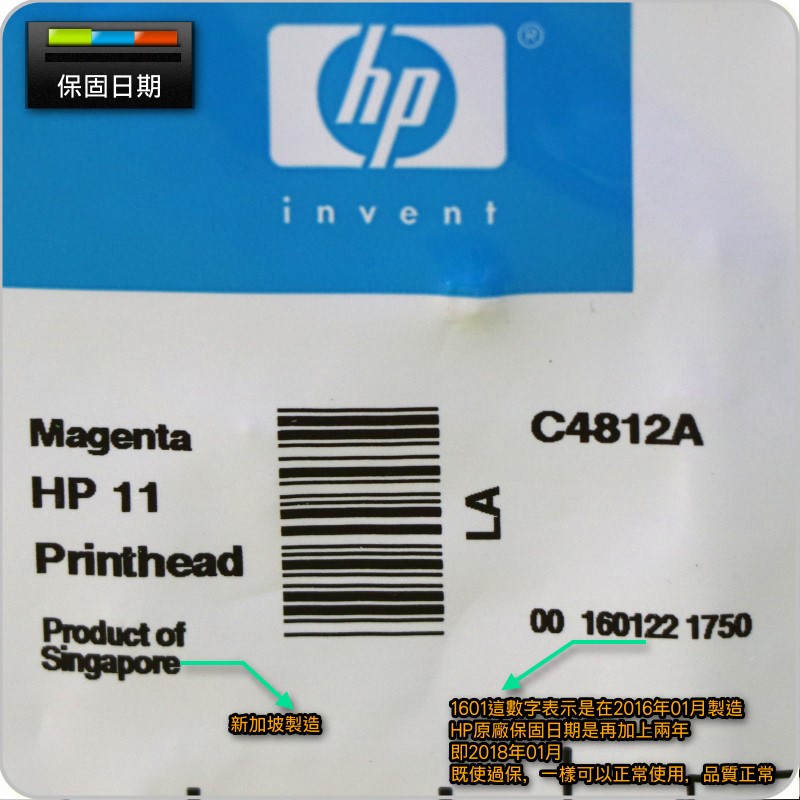 保固日期
hp
®
invent
Magenta
HP 11
Printhead
Product of
Singapore
LA
C4812A
00 160122 1750
新加坡製造
1601這數字表示是在2016年01月製造
HP原廠保固日期是再加上兩年
即2018年01月
既使過保，一樣可以正常使用，品質正常